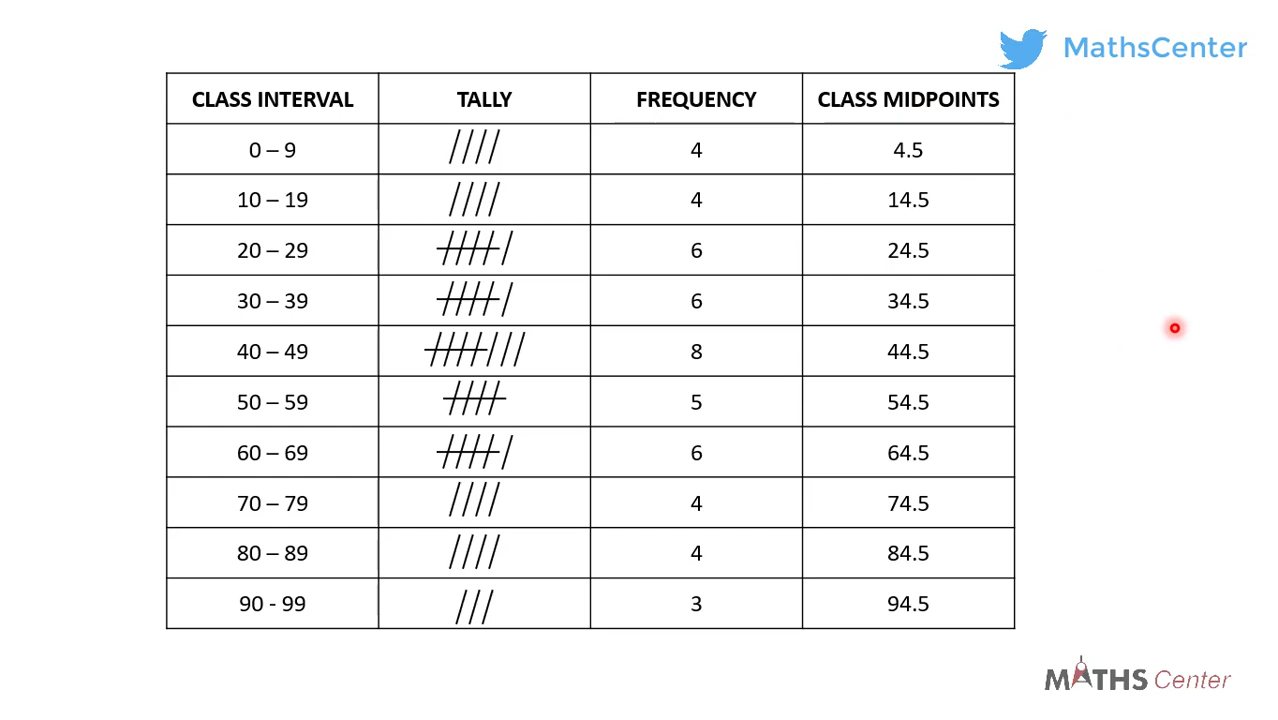 MathsCenter
CLASS INTERVAL TALLY FREQUENCY CLASS MIDPOINTS
0 – 9 4 4.5
10 – 19 4 14.5
20 – 29 6 24.5
30 – 39 6 34.5
40 – 49 8 44.5
50 – 59 5 54.5
60 – 69 6 64.5
70 – 79 4 74.5
80 – 89 4 84.5
90 - 99 3 94.5
MATHS Center